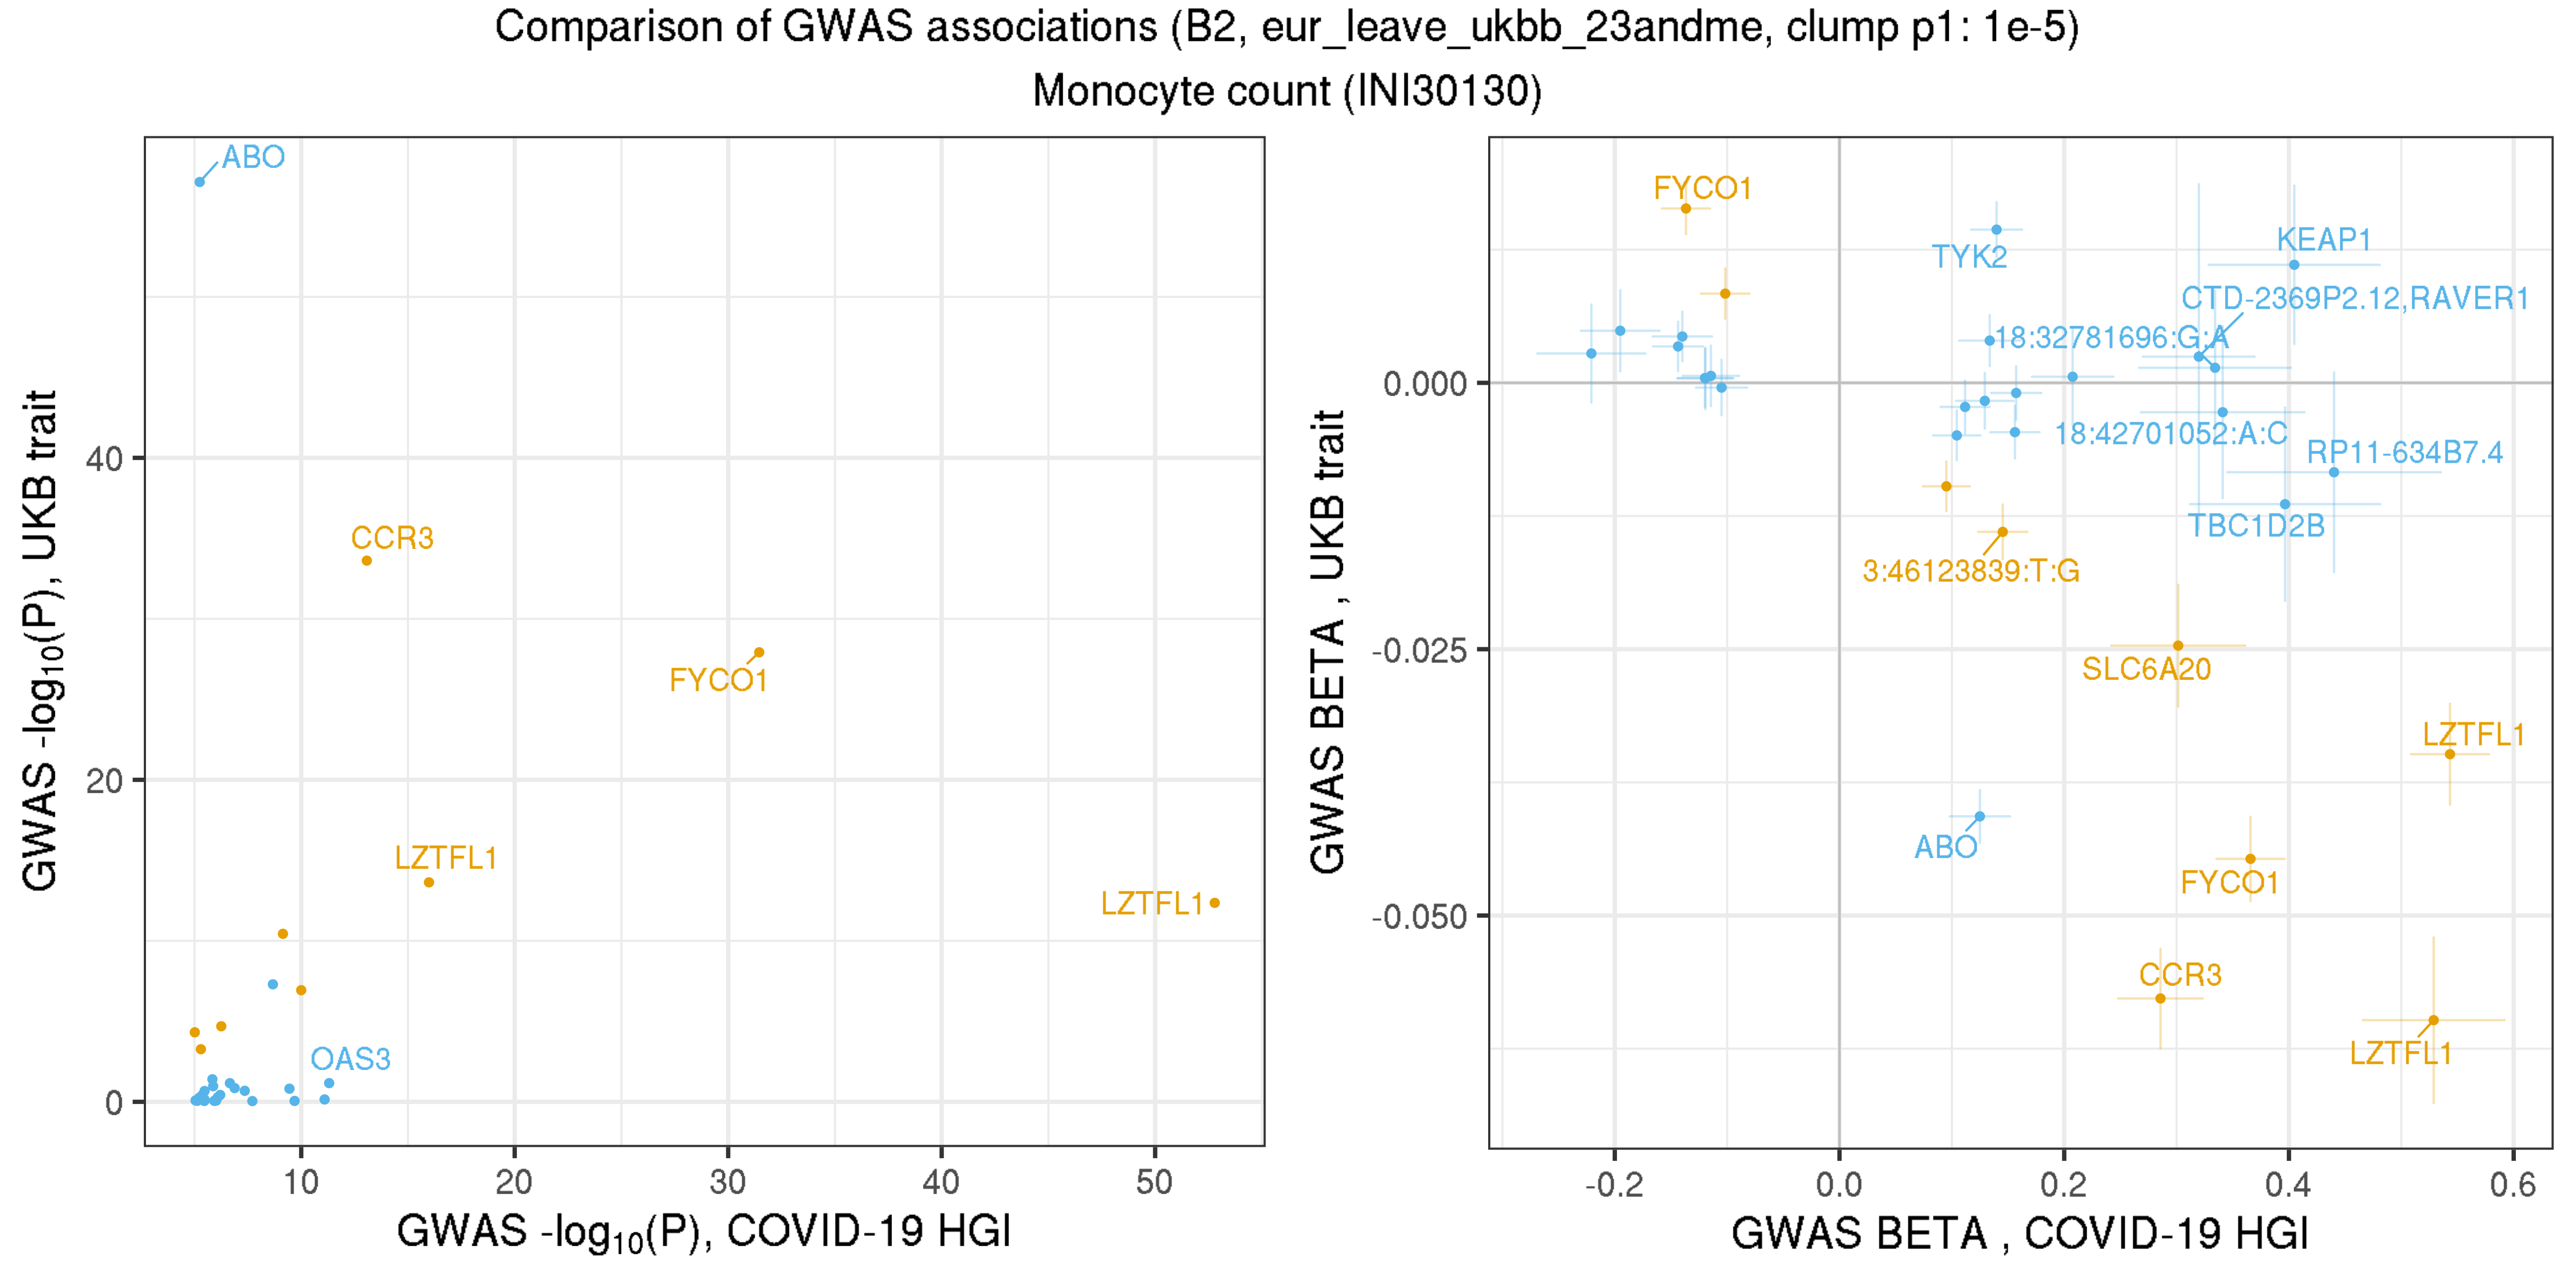 Comparison of GWAS associations (B2, eur_leave_ukbb_23andme, clump p1: 1e-5)
Monocyte count (INI30130)
GWAS -log10(P), UKB trait
40
20
0
ABO
CCR3
FYCO1
LZTFL1
LZTFL1
OAS3
10 20 30 40 50
GWAS -log10(P), COVID-19 HGI
GWAS BETA , UKB trait
0.000
-0.025
-0.050
FYCO1
TYK2
KEAP1
CTD-2369P2.12,RAVER1
18:32781696:G:A
18:42701052:A:C
RP11-634B7.4
TBC1D2B
3:46123839:T:G
SLC6A20
LZTFL1
ABO
FYCO1
CCR3
LZTFL1
-0.2 0.0 0.2 0.4 0.6
GWAS BETA , COVID-19 HGI